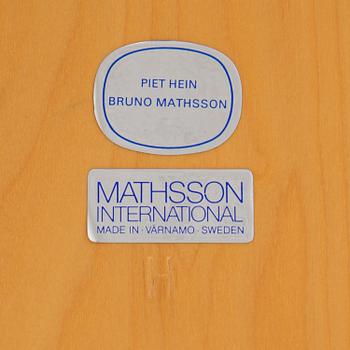 PIET HEIN
BRUNO MATHSSON
MATHSSON
INTERNATIONAL
MADE IN · VÄRNAMO · SWEDEN
H